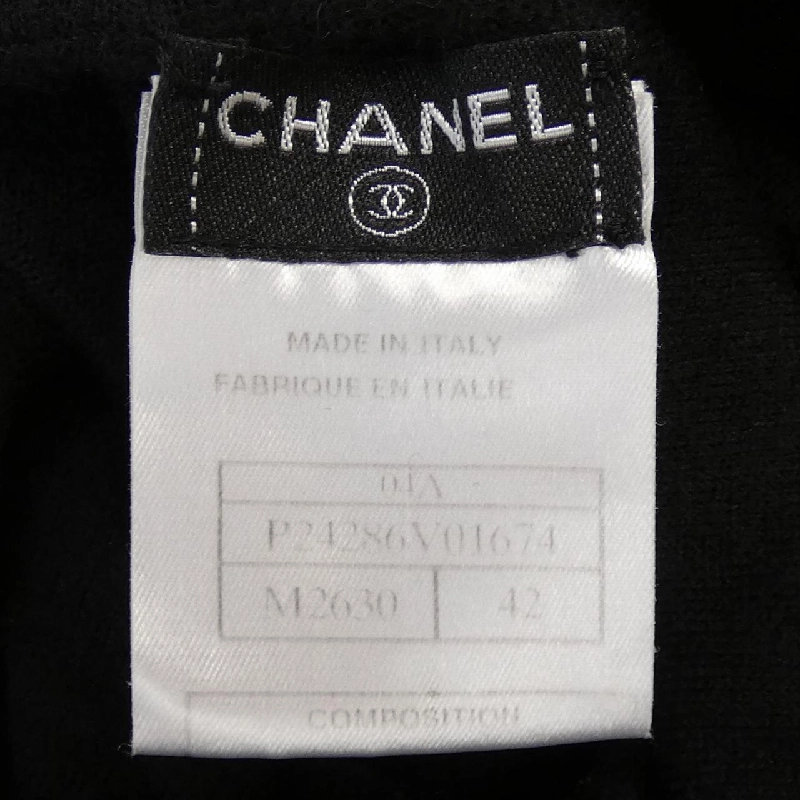 CHANEL
MADE IN ITALY
FABRIQUE EN ITALIE
04A
P24286V01674
M2630 42
COMPOSITION